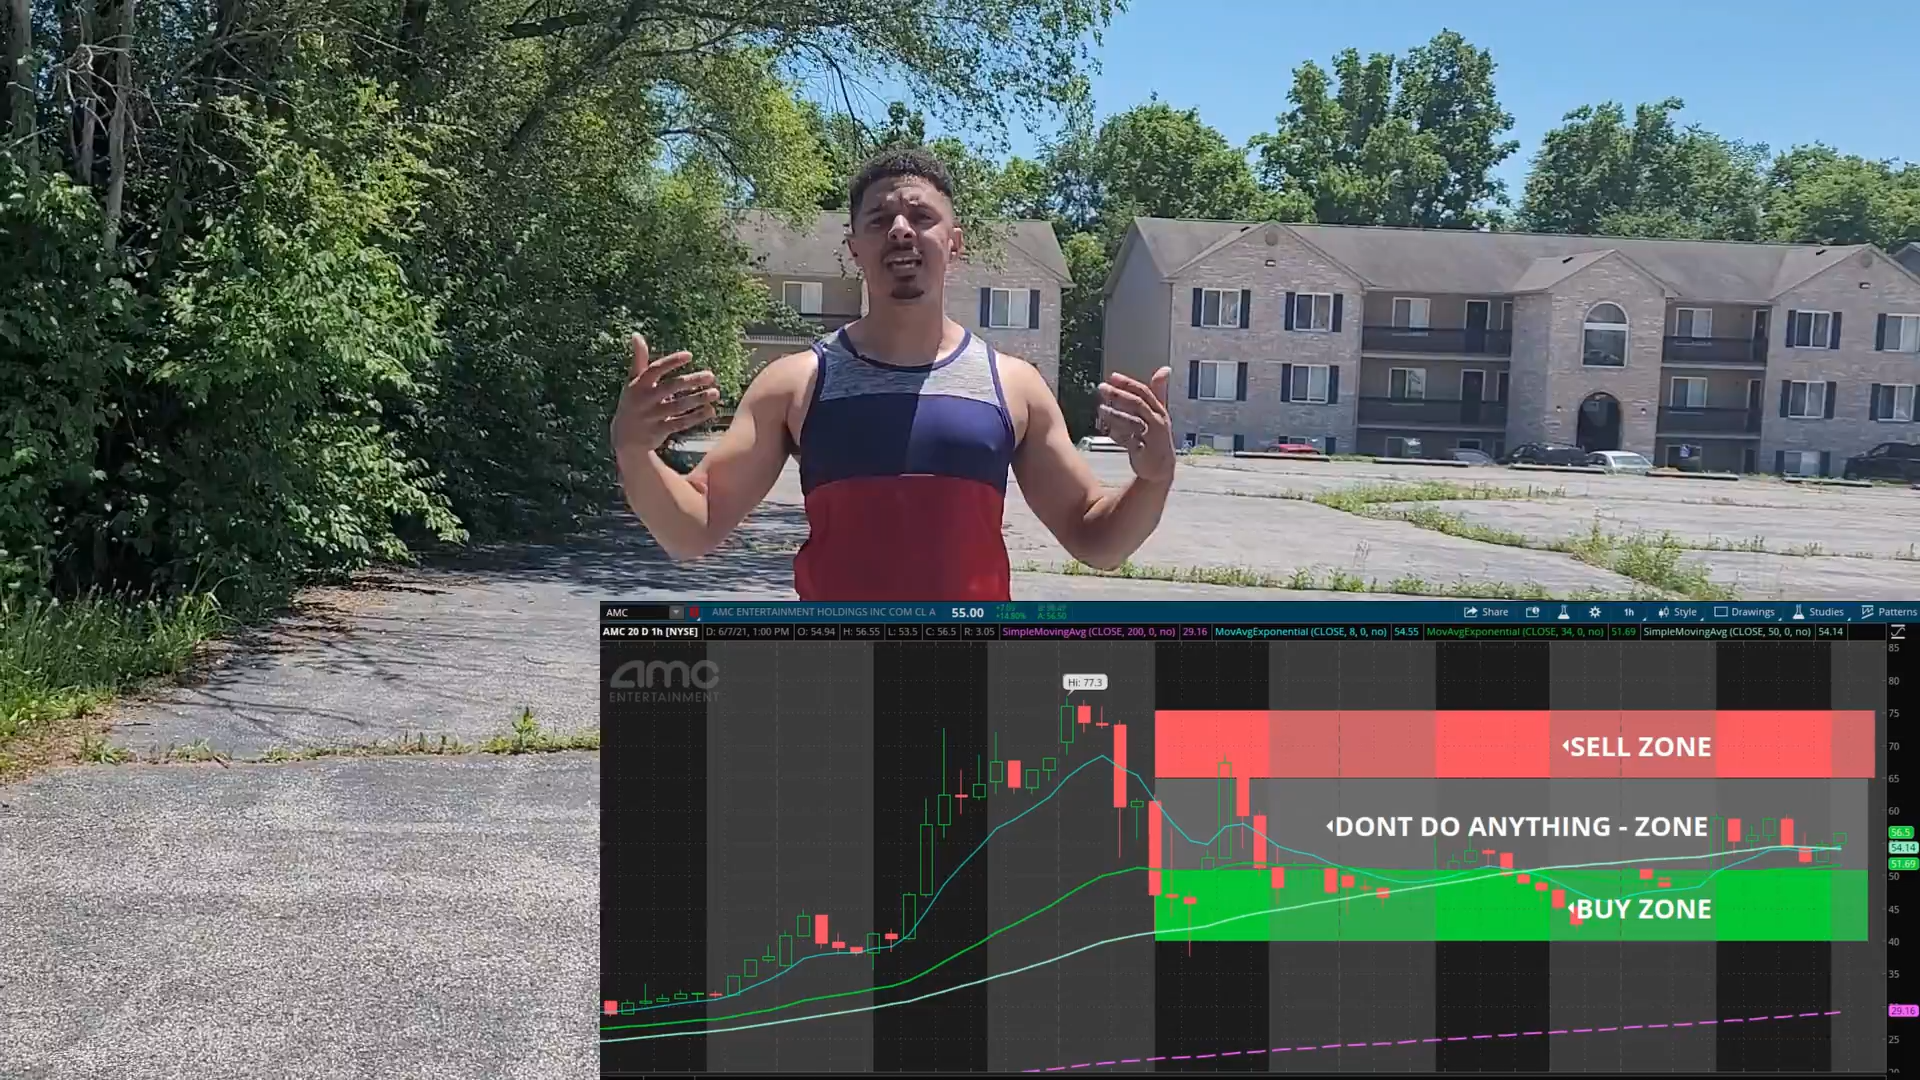 AMC
AMC ENTERTAINMENT HOLDINGS INC COM CL A
55.00
Share
1h
Style
Drawings
Studies
Patterns
AMC 20 D 1h [NYSE]
D: 6/7/21, 1:00 PM
O: 54.94
H: 56.55
L: 53.5
C: 56.5
R: 3.05
SimpleMovingAvg (CLOSE, 200, 0, no)
29.16
MovAvgExponential (CLOSE, 8, 0, no)
54.55
MovAvgExponential (CLOSE, 34, 0, no)
51.69
SimpleMovingAvg (CLOSE, 50, 0, no)
54.14
amc
ENTERTAINMENT
Hi: 77.3
SELL ZONE
DONT DO ANYTHING - ZONE
BUY ZONE
85
80
75
70
65
60
56.5
54.14
51.69
50
45
40
35
29.16
25
20